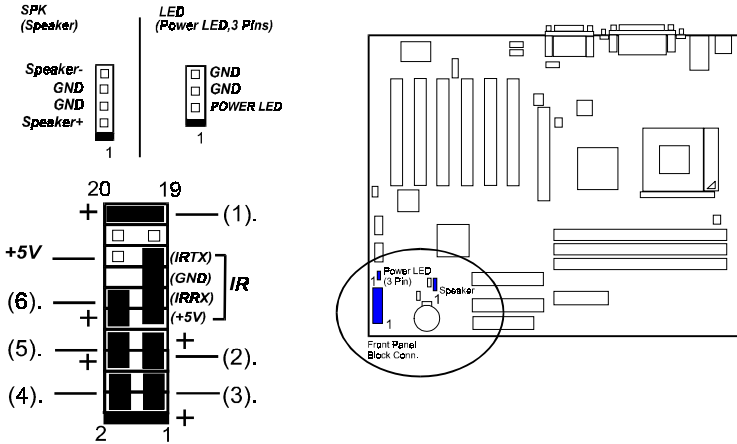 SPK
(Speaker)
LED
(Power LED,3 Pins)
Speaker-
GND
GND
Speaker+
1
GND
GND
POWER LED
1
20 19
+ (1).
+5V
(IRTX)
(GND)
(IRRX)
(+5V)
IR
(6).
+
(5).
+
+
(2).
(4).
(3).
+
2 1
Power LED
(3 Pin)
1
Speaker
1
1
Front Panel
Block Conn.